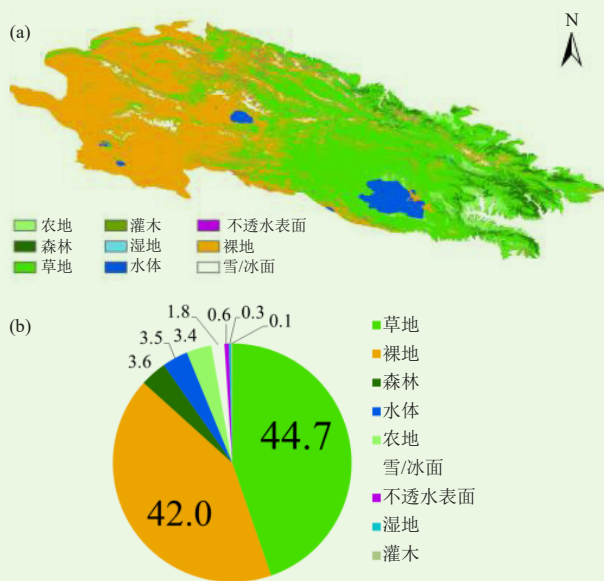 (a)
N
农地 灌木 不透水表面
森林 湿地 裸地
草地 水体 雪/冰面
(b)
1.8 0.6 0.3 0.1
3.5 3.4
3.6
44.7
42.0
草地
裸地
森林
水体
农地
雪/冰面
不透水表面
湿地
灌木